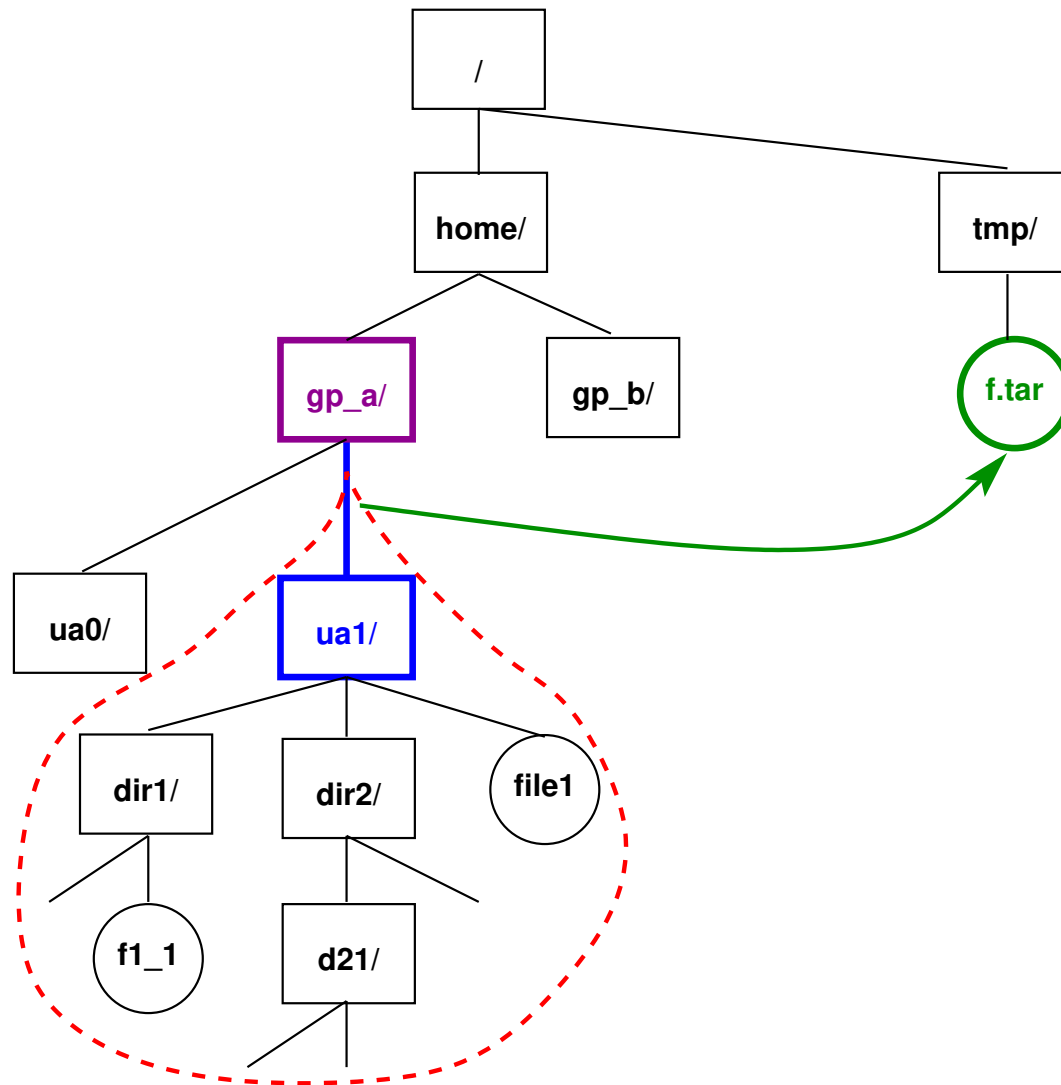 /
home/
tmp/
gp_a/
gp_b/
f.tar
ua0/
ua1/
dir1/
dir2/
file1
f1_1
d21/